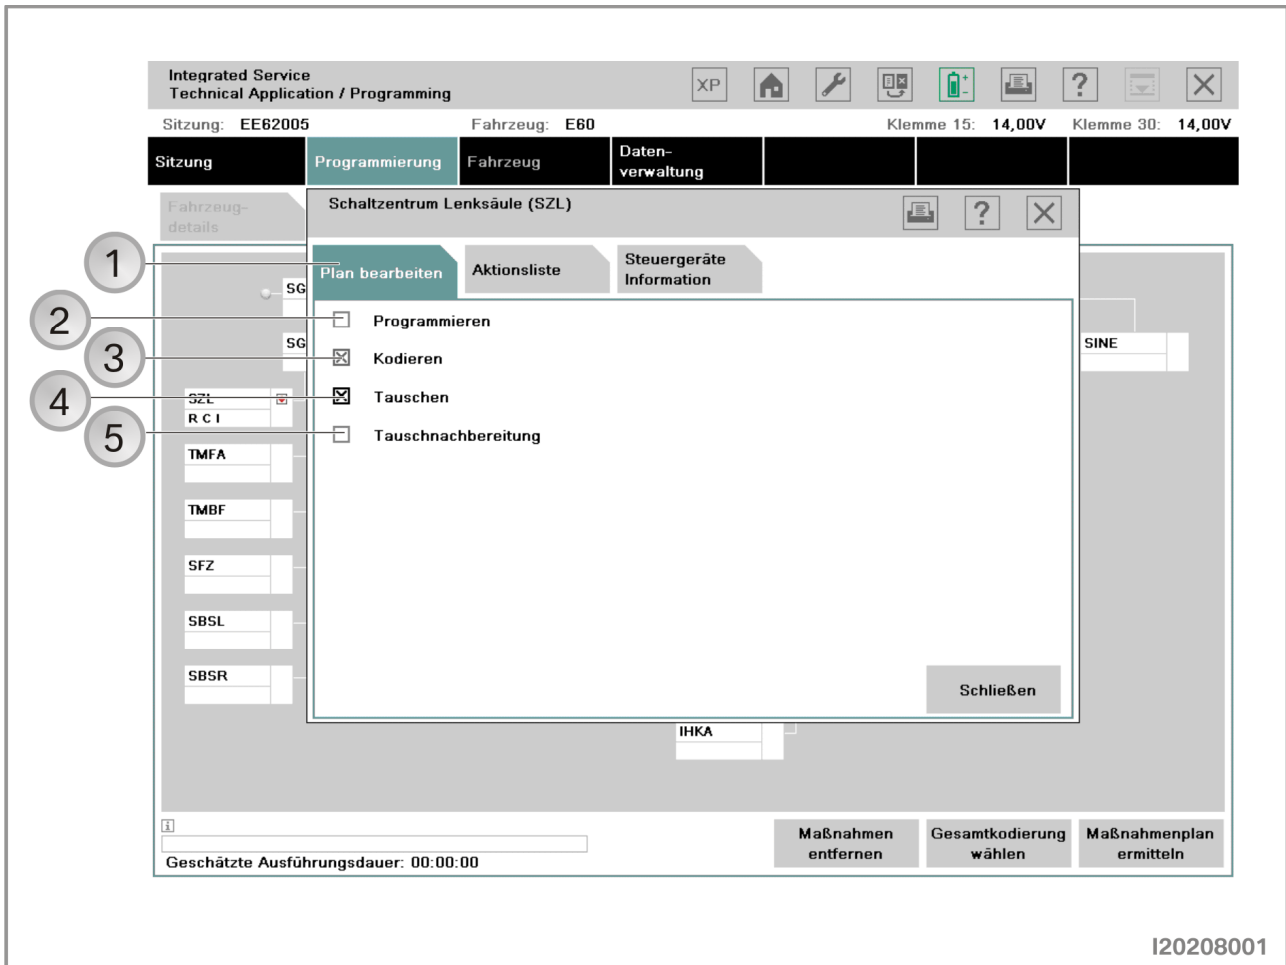 Integrated Service
Technical Application / Programming
XP
?
Sitzung: EE62005 Fahrzeug: E60 Klemme 15: 14,00V Klemme 30: 14,00V
Sitzung
Programmierung
Fahrzeug
Daten-
verwaltung
Fahrzeug-
details
Schaltzentrum Lenksäule (SZL)
?
1
Plan bearbeiten
Aktionsliste
Steuergeräte
Information
SG
2
Programmieren
SG
SINE
3
Kodieren
4
SZL
RCI
Tauschen
5
Tauschnachbereitung
TMFA
TMBF
SFZ
SBSL
SBSR
Schließen
IHKA
i
Geschätzte Ausführungsdauer: 00:00:00
Maßnahmen
entfernen
Gesamtkodierung
wählen
Maßnahmenplan
ermitteln
I20208001